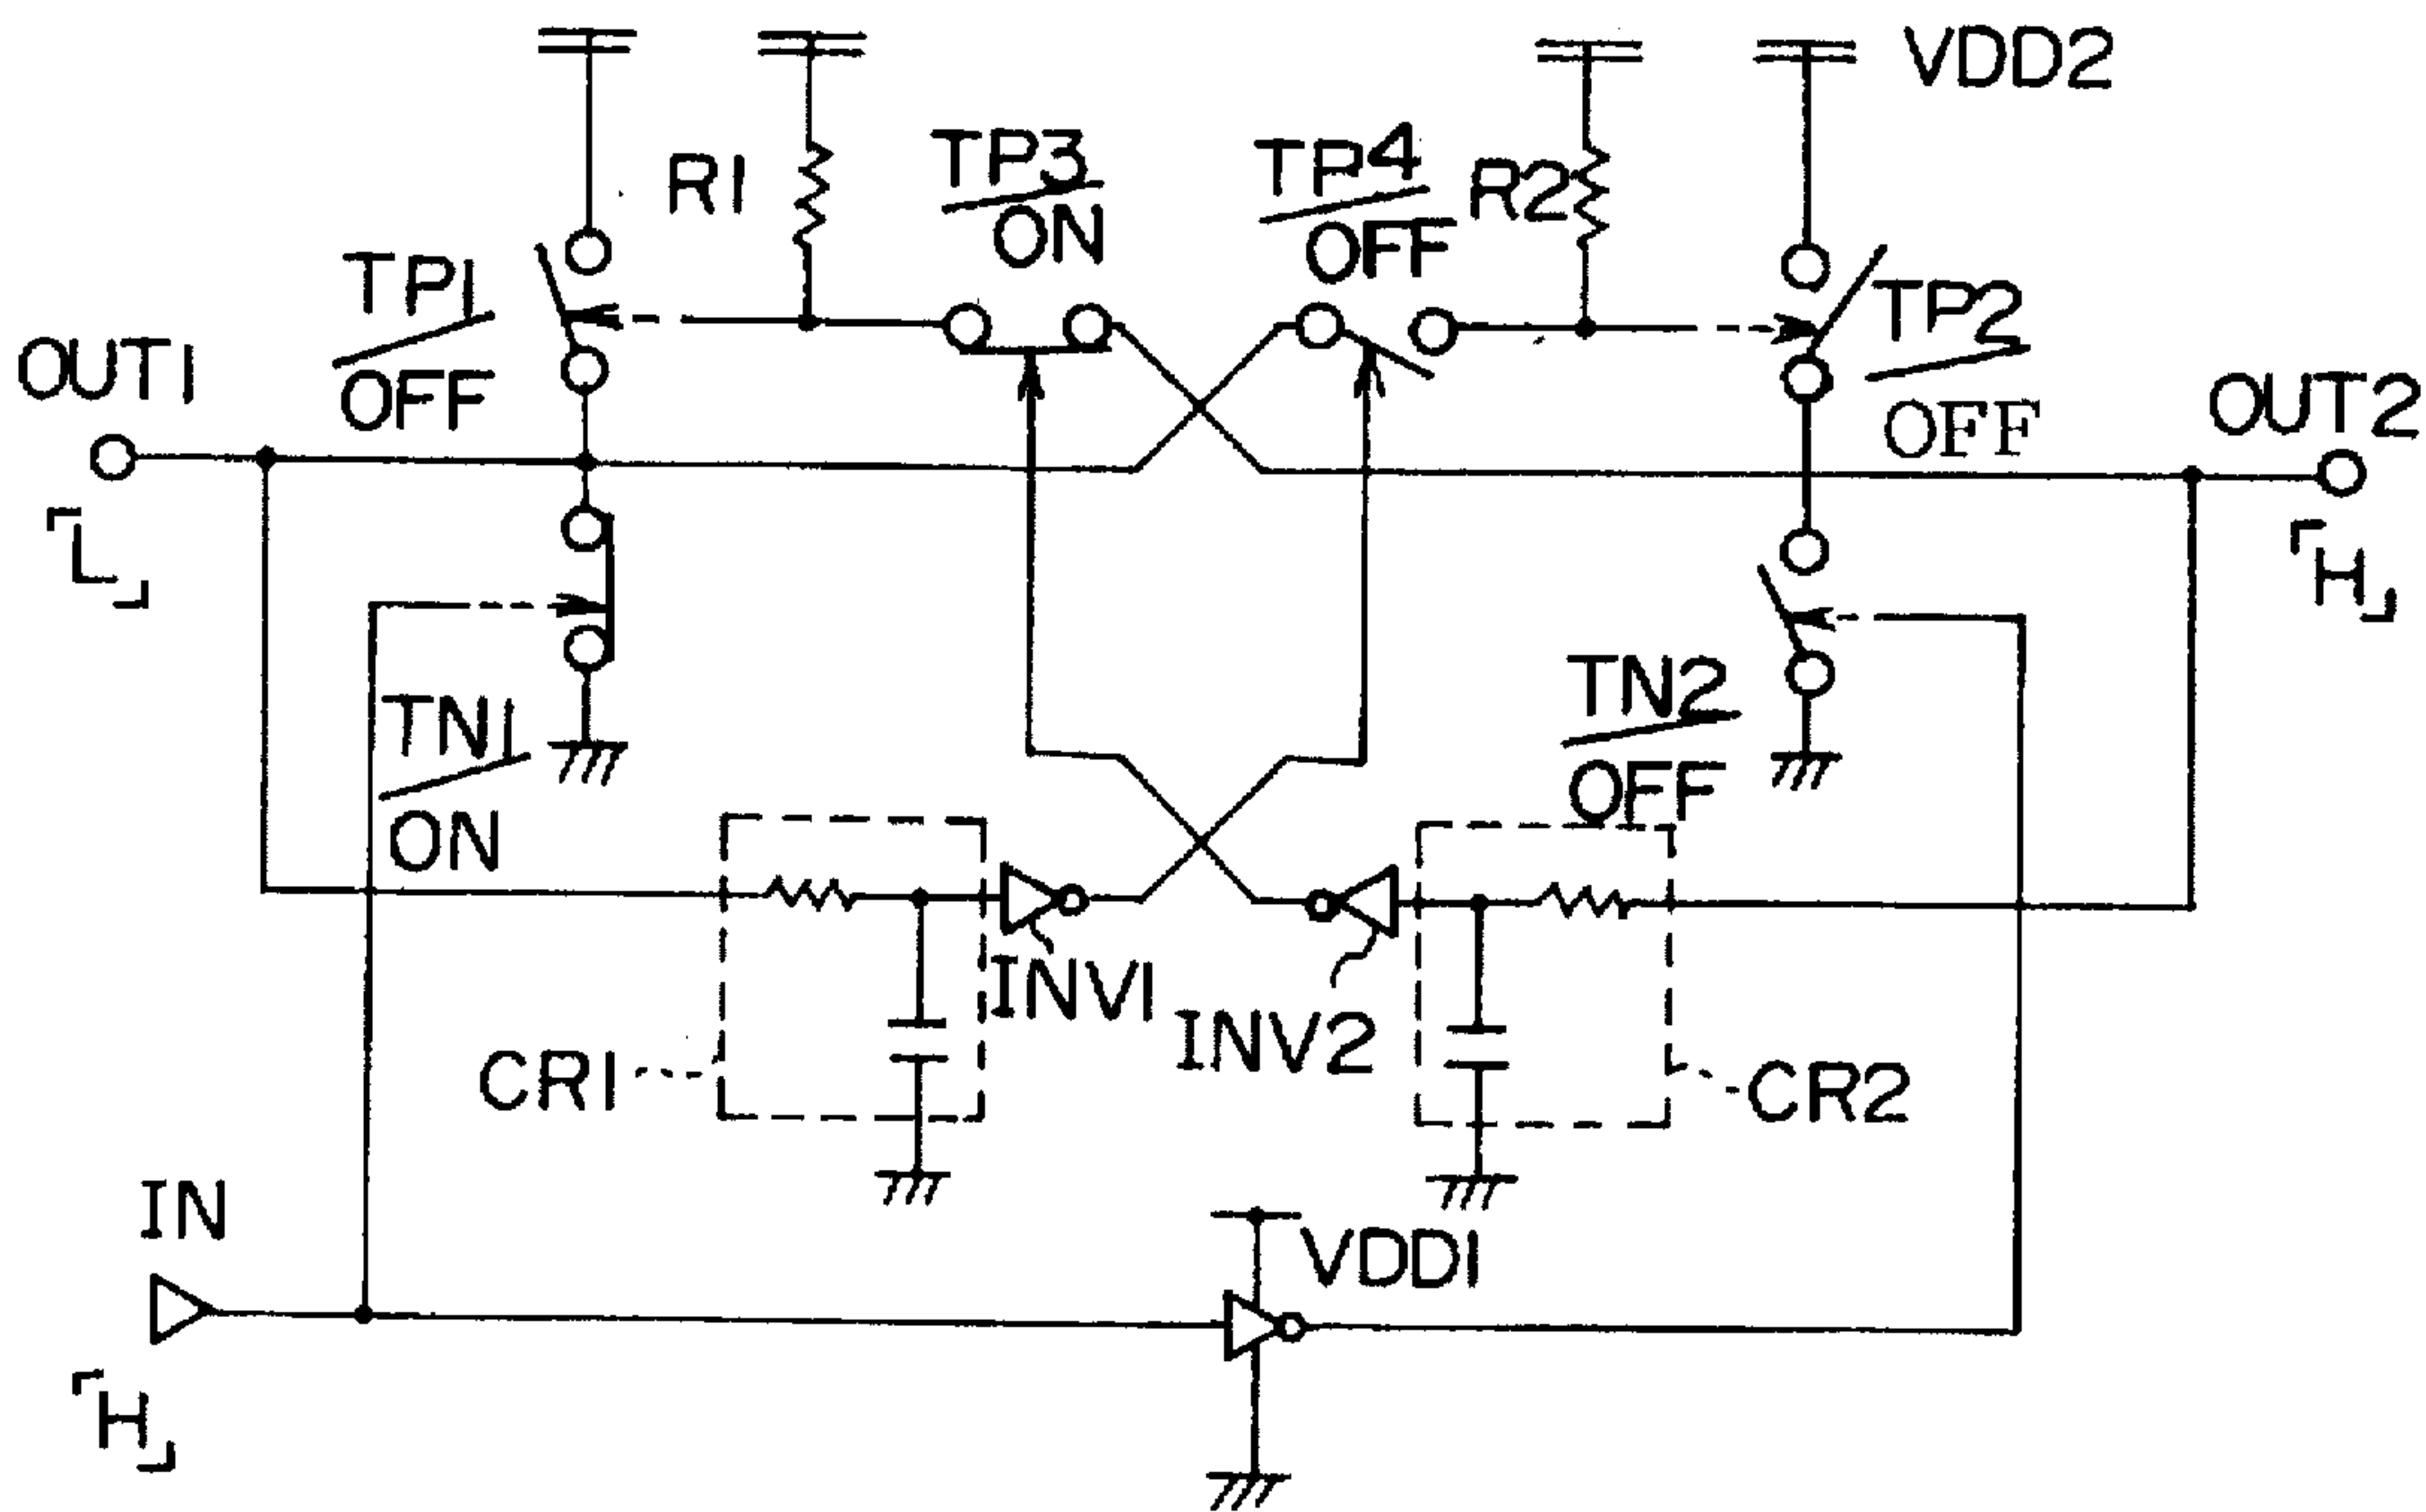 VDD2
R1
TP3
ON
TP4
OFF
R2
TP1
OFF
TP2
OFF
OUT1
「L」
OUT2
「H」
TN1
ON
TN2
OFF
INV1
INV2
CR1
CR2
IN
「H」
VDD1